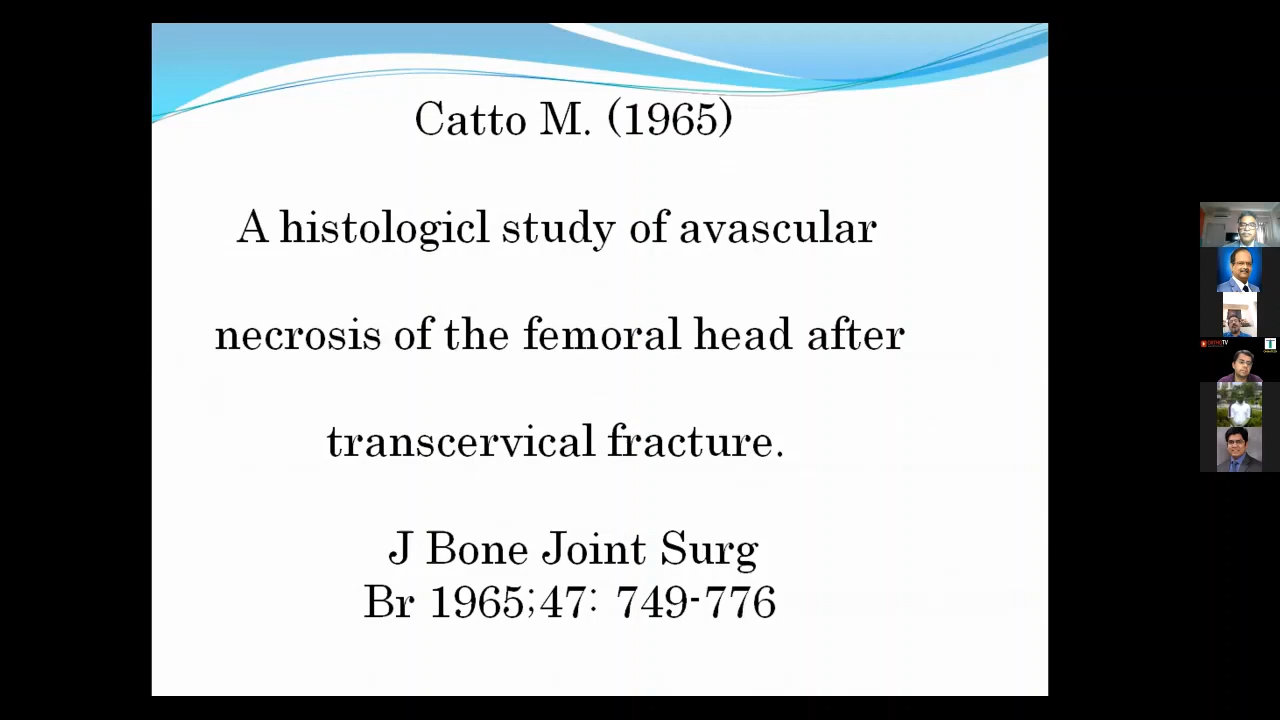 Catto M. (1965)
A histologicl study of avascular
necrosis of the femoral head after
transcervical fracture.
J Bone Joint Surg
Br 1965;47: 749-776